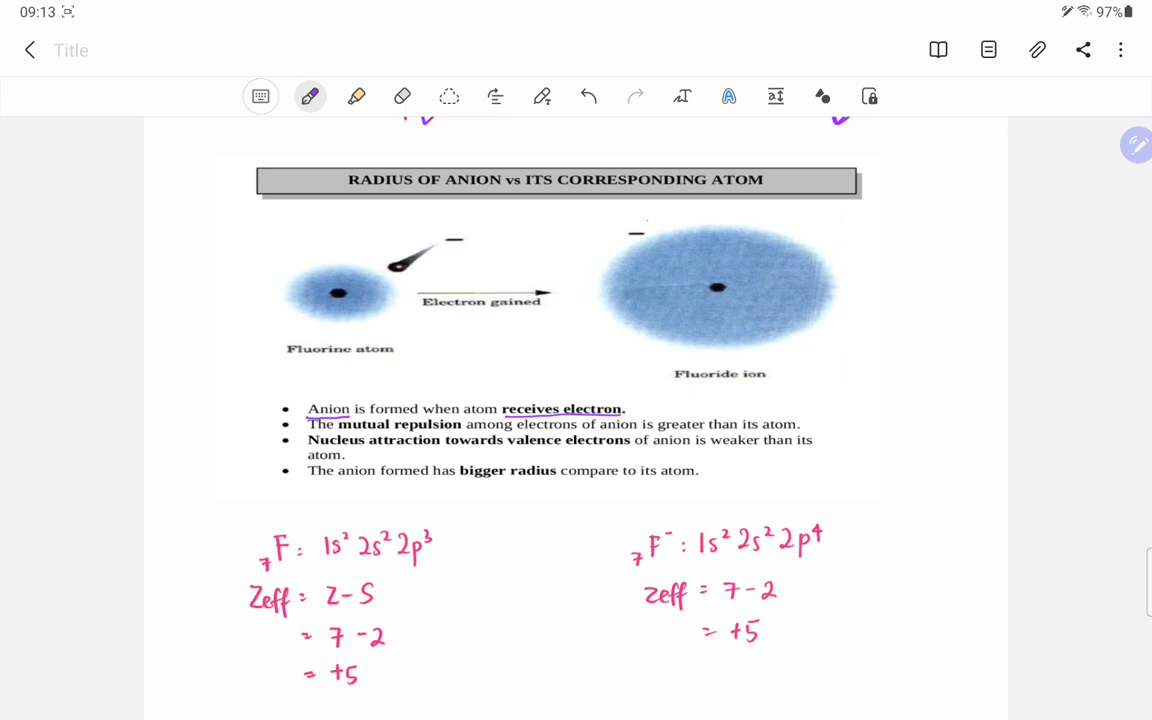 09:13
97%
Title
RADIUS OF ANION vs ITS CORRESPONDING ATOM
Electron gained
Fluorine atom
Fluoride ion
• Anion is formed when atom receives electron.
• The mutual repulsion among electrons of anion is greater than its atom.
• Nucleus attraction towards valence electrons of anion is weaker than its
atom.
• The anion formed has bigger radius compare to its atom.
₇F: 1s² 2s² 2p³
Zeff = Z - S
= 7 - 2
= +5
₇F⁻: 1s² 2s² 2p⁴
Zeff = 7 - 2
= +5